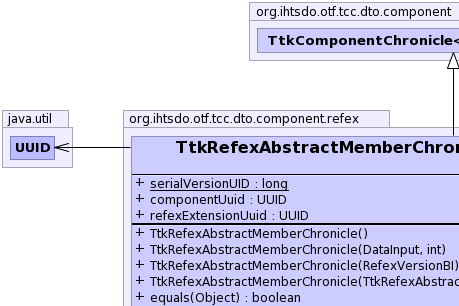 org.ihtsdo.otf.tcc.dto.component
TtkComponentChronicle<
java.util
UUID
org.ihtsdo.otf.tcc.dto.component.refex
TtkRefexAbstractMemberChron
+ serialVersionUID : long
+ componentUuid : UUID
+ refexExtensionUuid : UUID
+ TtkRefexAbstractMemberChronicle()
+ TtkRefexAbstractMemberChronicle(DataInput, int)
+ TtkRefexAbstractMemberChronicle(RefexVersionBI)
+ TtkRefexAbstractMemberChronicle(TtkRefexAbstrac
+ equals(Object) : boolean